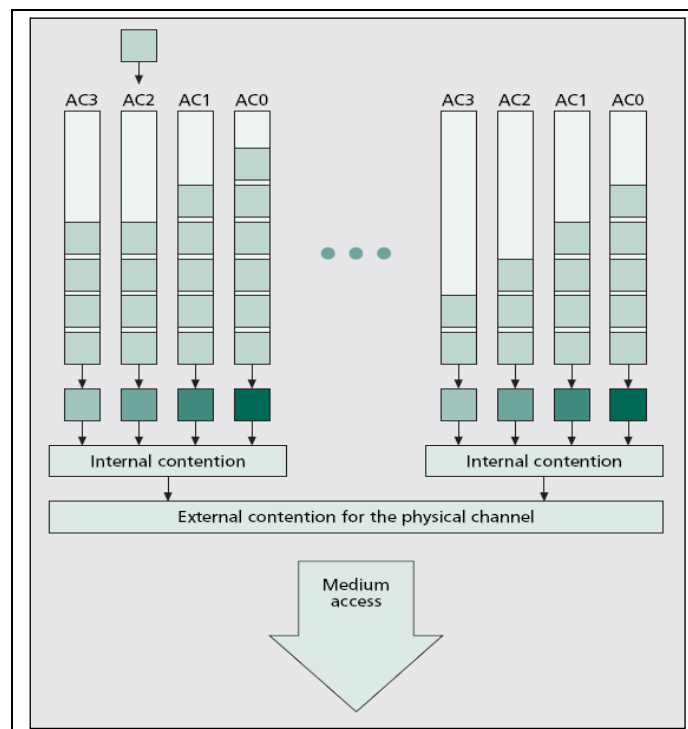 AC3 AC2 AC1 AC0 AC3 AC2 AC1 AC0
Internal contention Internal contention
External contention for the physical channel
Medium
access